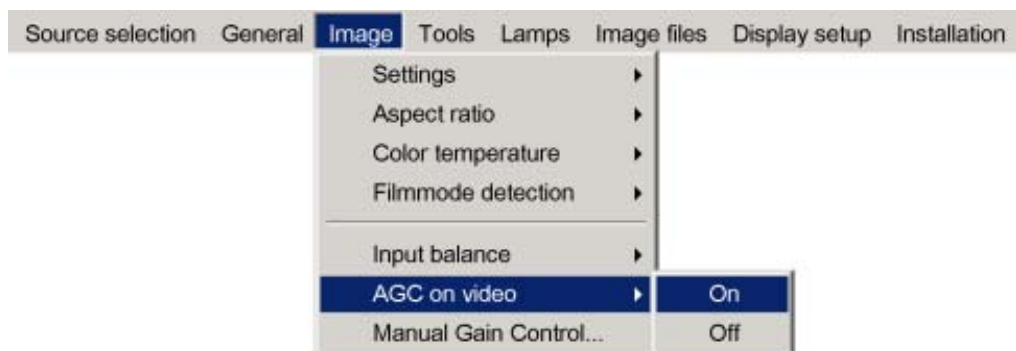 Source selection General Image Tools Lamps Image files Display setup Installation
Settings
Aspect ratio
Color temperature
Filmmode detection
Input balance
AGC on video On
Manual Gain Control... Off